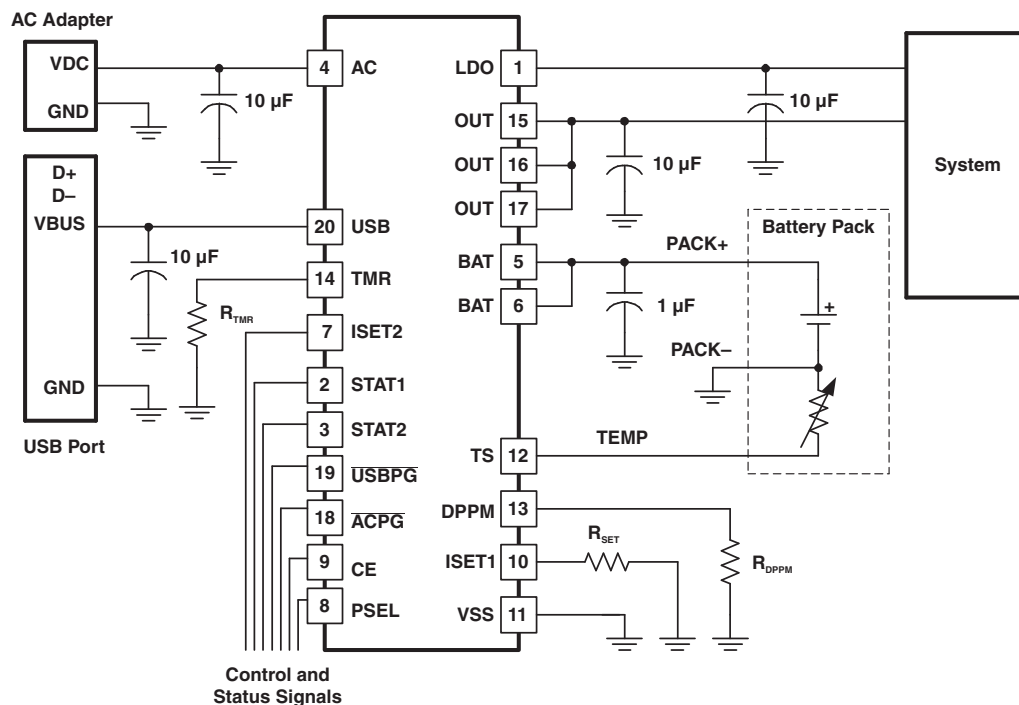 AC Adapter
VDC
GND
10 µF
4
AC
LDO
1
10 µF
System
OUT
15
OUT
16
OUT
17
10 µF
D+
D–
VBUS
GND
USB Port
10 µF
20
USB
14
TMR
R_TMR
7
ISET2
2
STAT1
3
STAT2
19
USBPG
18
ACPG
9
CE
8
PSEL
Control and
Status Signals
BAT
5
BAT
6
PACK+
1 µF
PACK–
Battery Pack
+
TEMP
TS
12
DPPM
13
ISET1
10
R_SET
R_DPPM
VSS
11